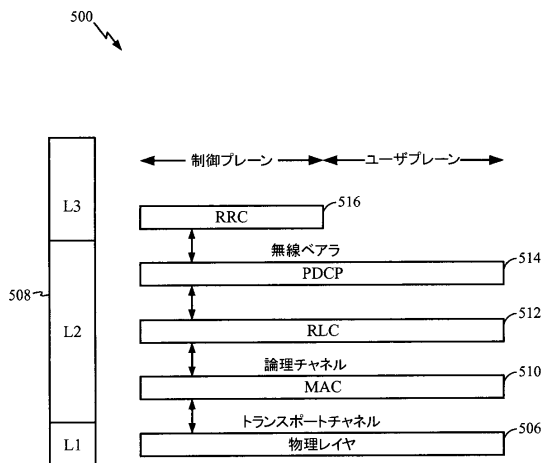 500
制御プレーン
ユーザプレーン
L3
RRC
516
無線ベアラ
PDCP
514
508
L2
RLC
512
論理チャネル
MAC
510
トランスポートチャネル
L1
物理レイヤ
506